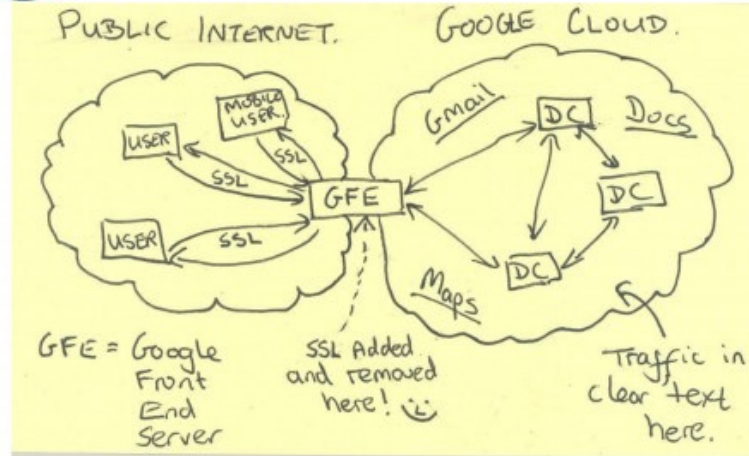 PUBLIC INTERNET.
GOOGLE CLOUD.
MOBILE
USER.
USER
SSL
SSL
USER
SSL
GFE
Gmail
DC
Docs
DC
DC
Maps
GFE = Google
Front
End
Server
SSL Added
and removed
here!
Traffic in
clear text
here.